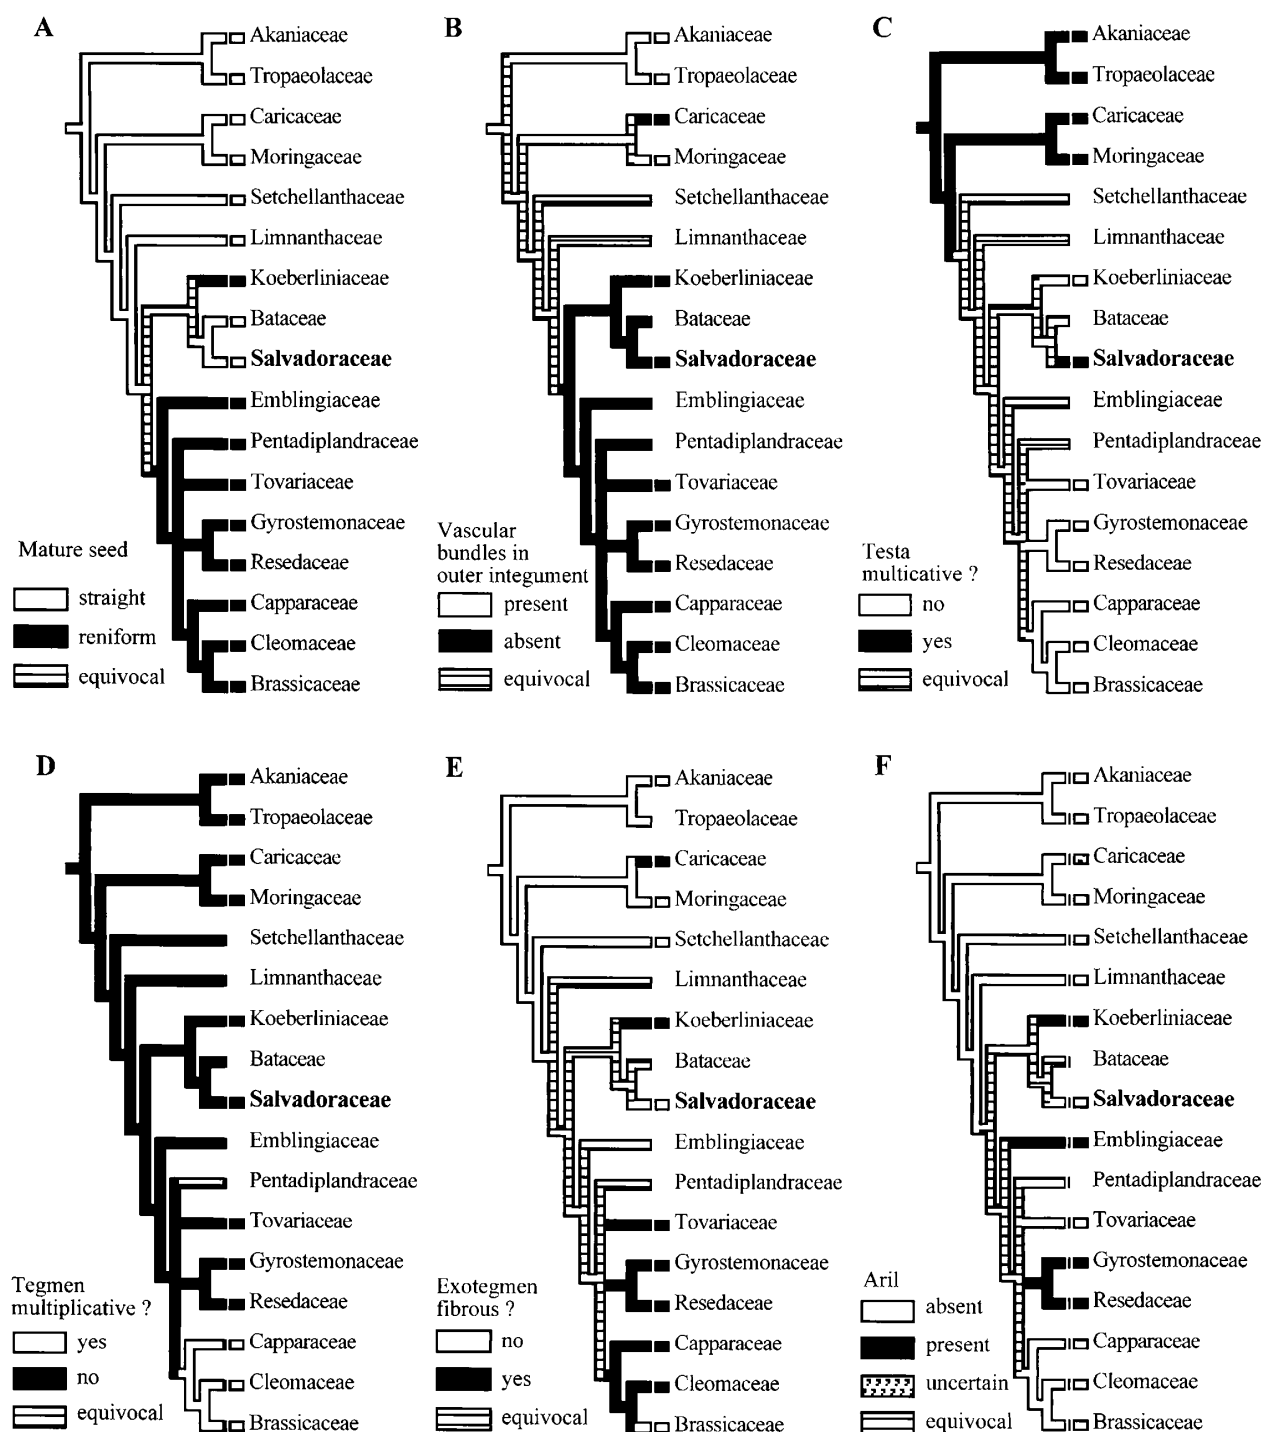 A
Akaniaceae
Tropaeolaceae
Caricaceae
Moringaceae
Setchellanthaceae
Limnanthaceae
Koeberliniaceae
Bataceae
Salvadoraceae
Emblingiaceae
Pentadiplandraceae
Tovariaceae
Gyrostemonaceae
Resedaceae
Capparaceae
Cleomaceae
Brassicaceae
Mature seed
straight
reniform
equivocal
B
Akaniaceae
Tropaeolaceae
Caricaceae
Moringaceae
Setchellanthaceae
Limnanthaceae
Koeberliniaceae
Bataceae
Salvadoraceae
Emblingiaceae
Pentadiplandraceae
Tovariaceae
Gyrostemonaceae
Resedaceae
Capparaceae
Cleomaceae
Brassicaceae
Vascular
bundles in
outer integument
present
absent
equivocal
C
Akaniaceae
Tropaeolaceae
Caricaceae
Moringaceae
Setchellanthaceae
Limnanthaceae
Koeberliniaceae
Bataceae
Salvadoraceae
Emblingiaceae
Pentadiplandraceae
Tovariaceae
Gyrostemonaceae
Resedaceae
Capparaceae
Cleomaceae
Brassicaceae
Testa
multicative ?
no
yes
equivocal
D
Akaniaceae
Tropaeolaceae
Caricaceae
Moringaceae
Setchellanthaceae
Limnanthaceae
Koeberliniaceae
Bataceae
Salvadoraceae
Emblingiaceae
Pentadiplandraceae
Tovariaceae
Gyrostemonaceae
Resedaceae
Capparaceae
Cleomaceae
Brassicaceae
Tegmen
multiplicative ?
yes
no
equivocal
E
Akaniaceae
Tropaeolaceae
Caricaceae
Moringaceae
Setchellanthaceae
Limnanthaceae
Koeberliniaceae
Bataceae
Salvadoraceae
Emblingiaceae
Pentadiplandraceae
Tovariaceae
Gyrostemonaceae
Resedaceae
Capparaceae
Cleomaceae
Brassicaceae
Exotegmen
fibrous ?
no
yes
equivocal
F
Akaniaceae
Tropaeolaceae
Caricaceae
Moringaceae
Setchellanthaceae
Limnanthaceae
Koeberliniaceae
Bataceae
Salvadoraceae
Emblingiaceae
Pentadiplandraceae
Tovariaceae
Gyrostemonaceae
Resedaceae
Capparaceae
Cleomaceae
Brassicaceae
Aril
absent
present
uncertain
equivocal